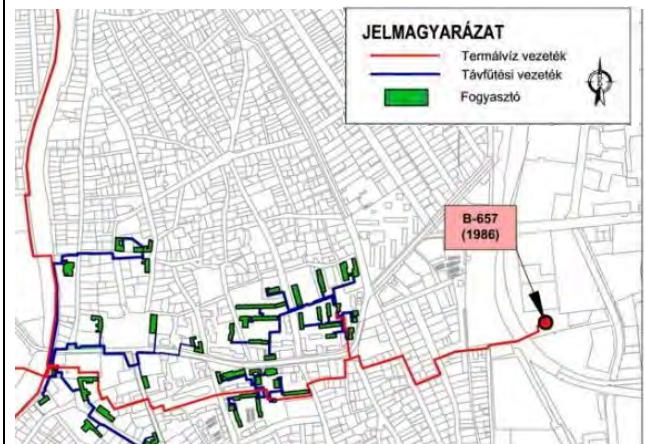 JELMAGYARÁZAT
Termálvíz vezeték
Távfűtési vezeték
Fogyasztó
B-657
(1986)